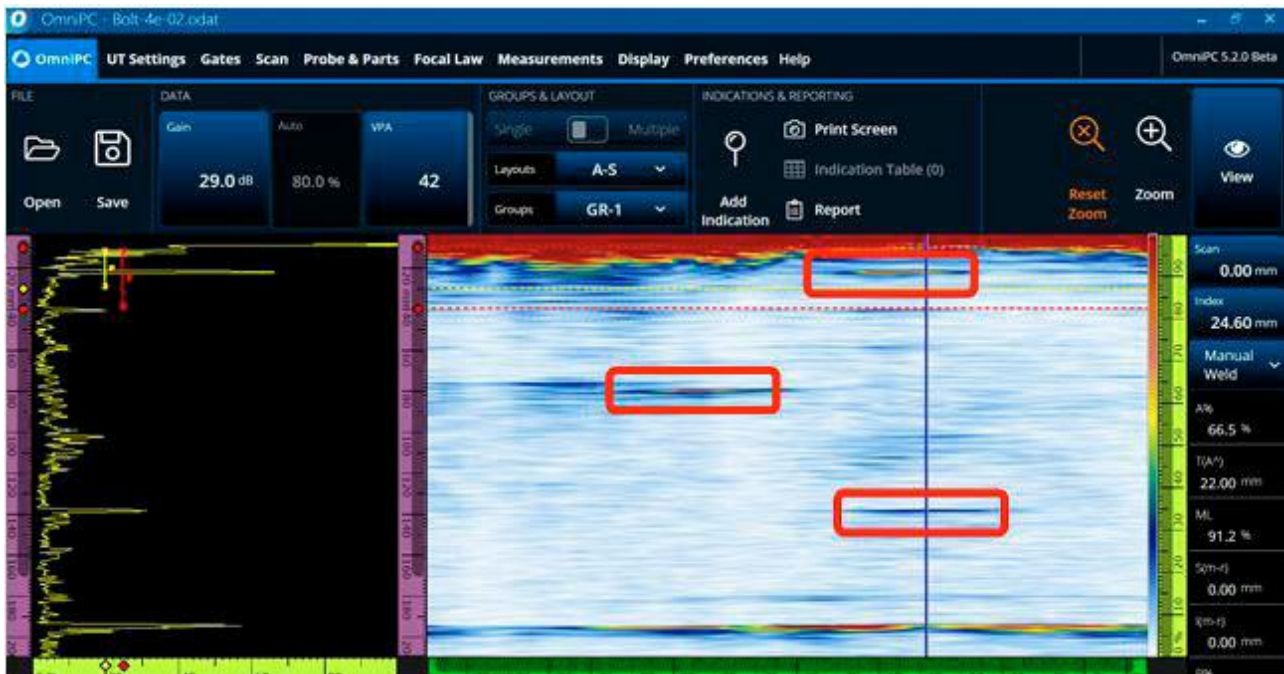 OmniPC - Bolt-4e-02.odat
OmniPC UT Settings Gates Scan Probe & Parts Focal Law Measurements Display Preferences Help
OmniPC 5.2.0 Beta
FILE
DATA
GROUPS & LAYOUT
INDICATIONS & REPORTING
Open
Save
Gain
29.0 dB
Auto
80.0 %
VPA
42
Single Multiple
Layouts A-S
Groups GR-1
Add
Indication
Print Screen
Indication Table (0)
Report
Reset
Zoom
Zoom
View
Scan
0.00 mm
Index
24.60 mm
Manual
Weld
A%
66.5 %
T(A^)
22.00 mm
ML
91.2 %
S(m-r)
0.00 mm
I(m-r)
0.00 mm